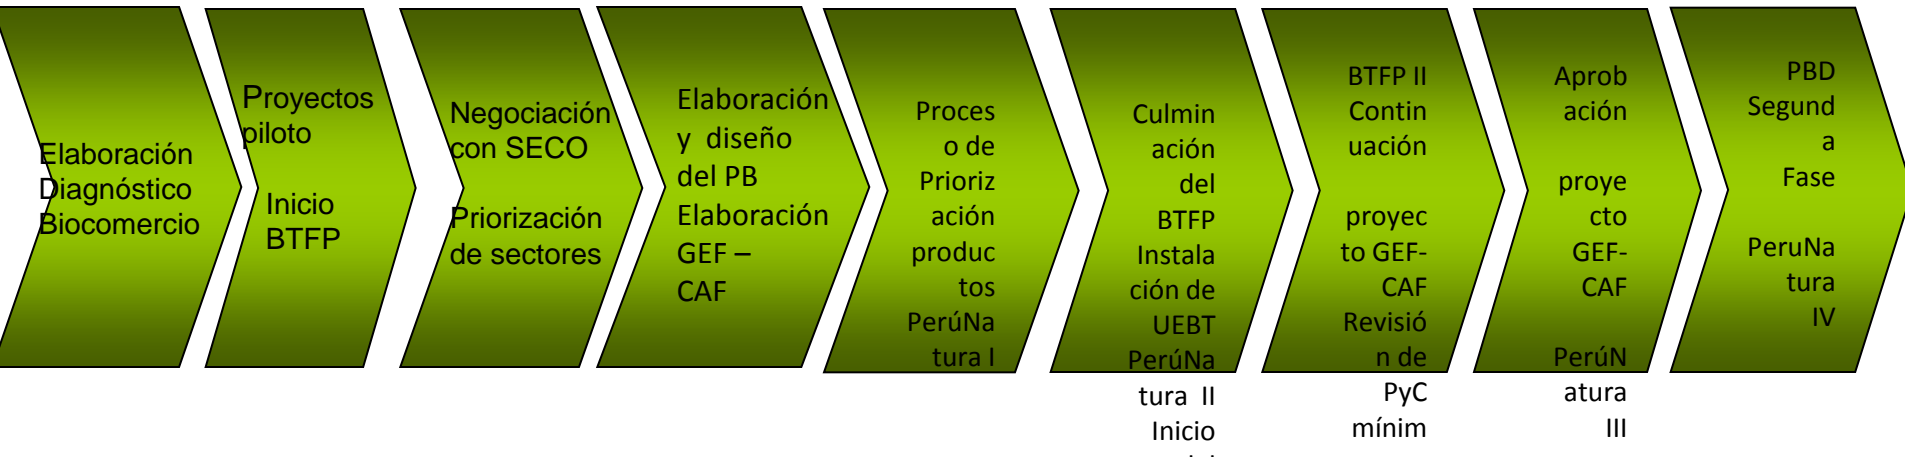 Elaboración
Diagnóstico
Biocomercio
Proyectos
piloto
Inicio
BTFP
Negociación
con SECO
Priorización
de sectores
Elaboración
y diseño
del PB
Elaboración
GEF –
CAF
Proces
o de
Prioriz
ación
produc
tos
PerúNa
tura I
Culmin
ación
del
BTFP
Instala
ción de
UEBT
PerúNa
tura II
Inicio
BTFP II
Contin
uación
proyec
to GEF-
CAF
Revisió
n de
PyC
mínim
Aprob
ación
proye
cto
GEF-
CAF
PerúN
atura
III
PBD
Segund
a
Fase
PeruNa
tura
IV